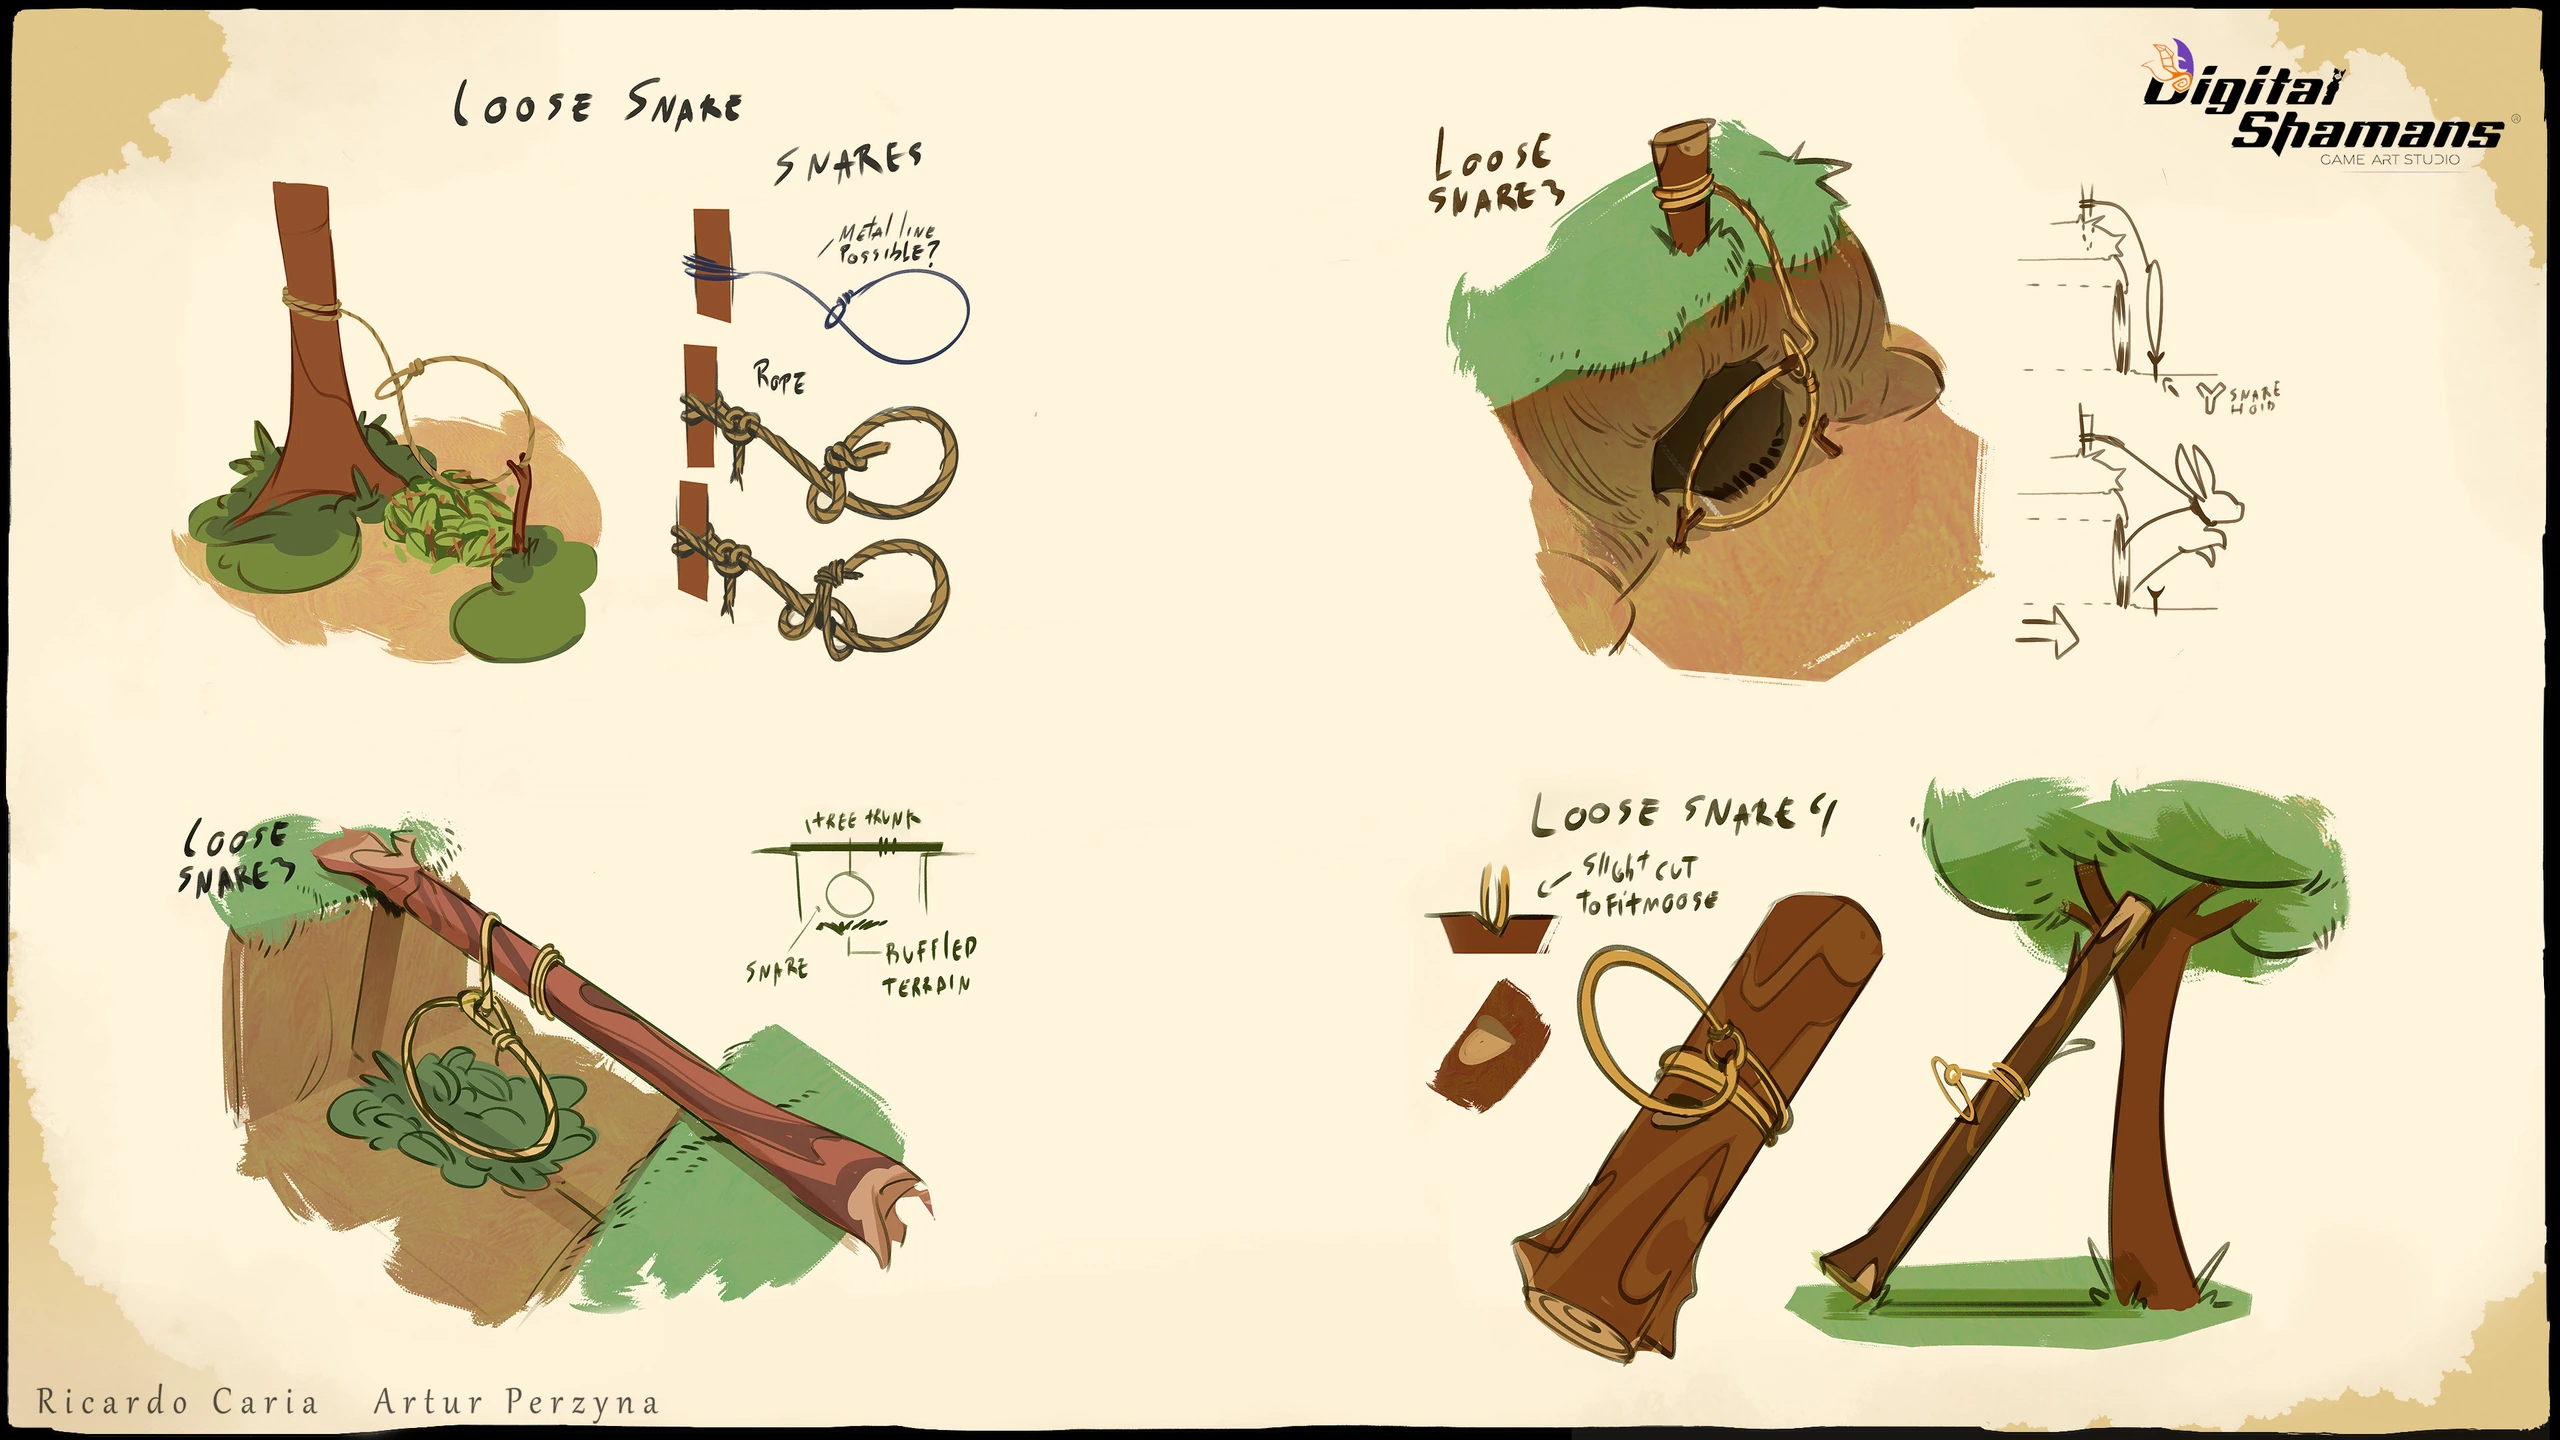 LOOSE SNARE
SNARES
Metal line
Possible?
ROPE
LOOSE
SNARE 3
Digital
Shamans
®
GAME ART STUDIO
SNARE
HOLD
LOOSE
SNARE 3
TREE TRUNK
SNARE
BUFFLED
TERRAIN
LOOSE SNARE 4
Slight CUT
TO Fit MOOSE
Ricardo Caria Artur Perzyna